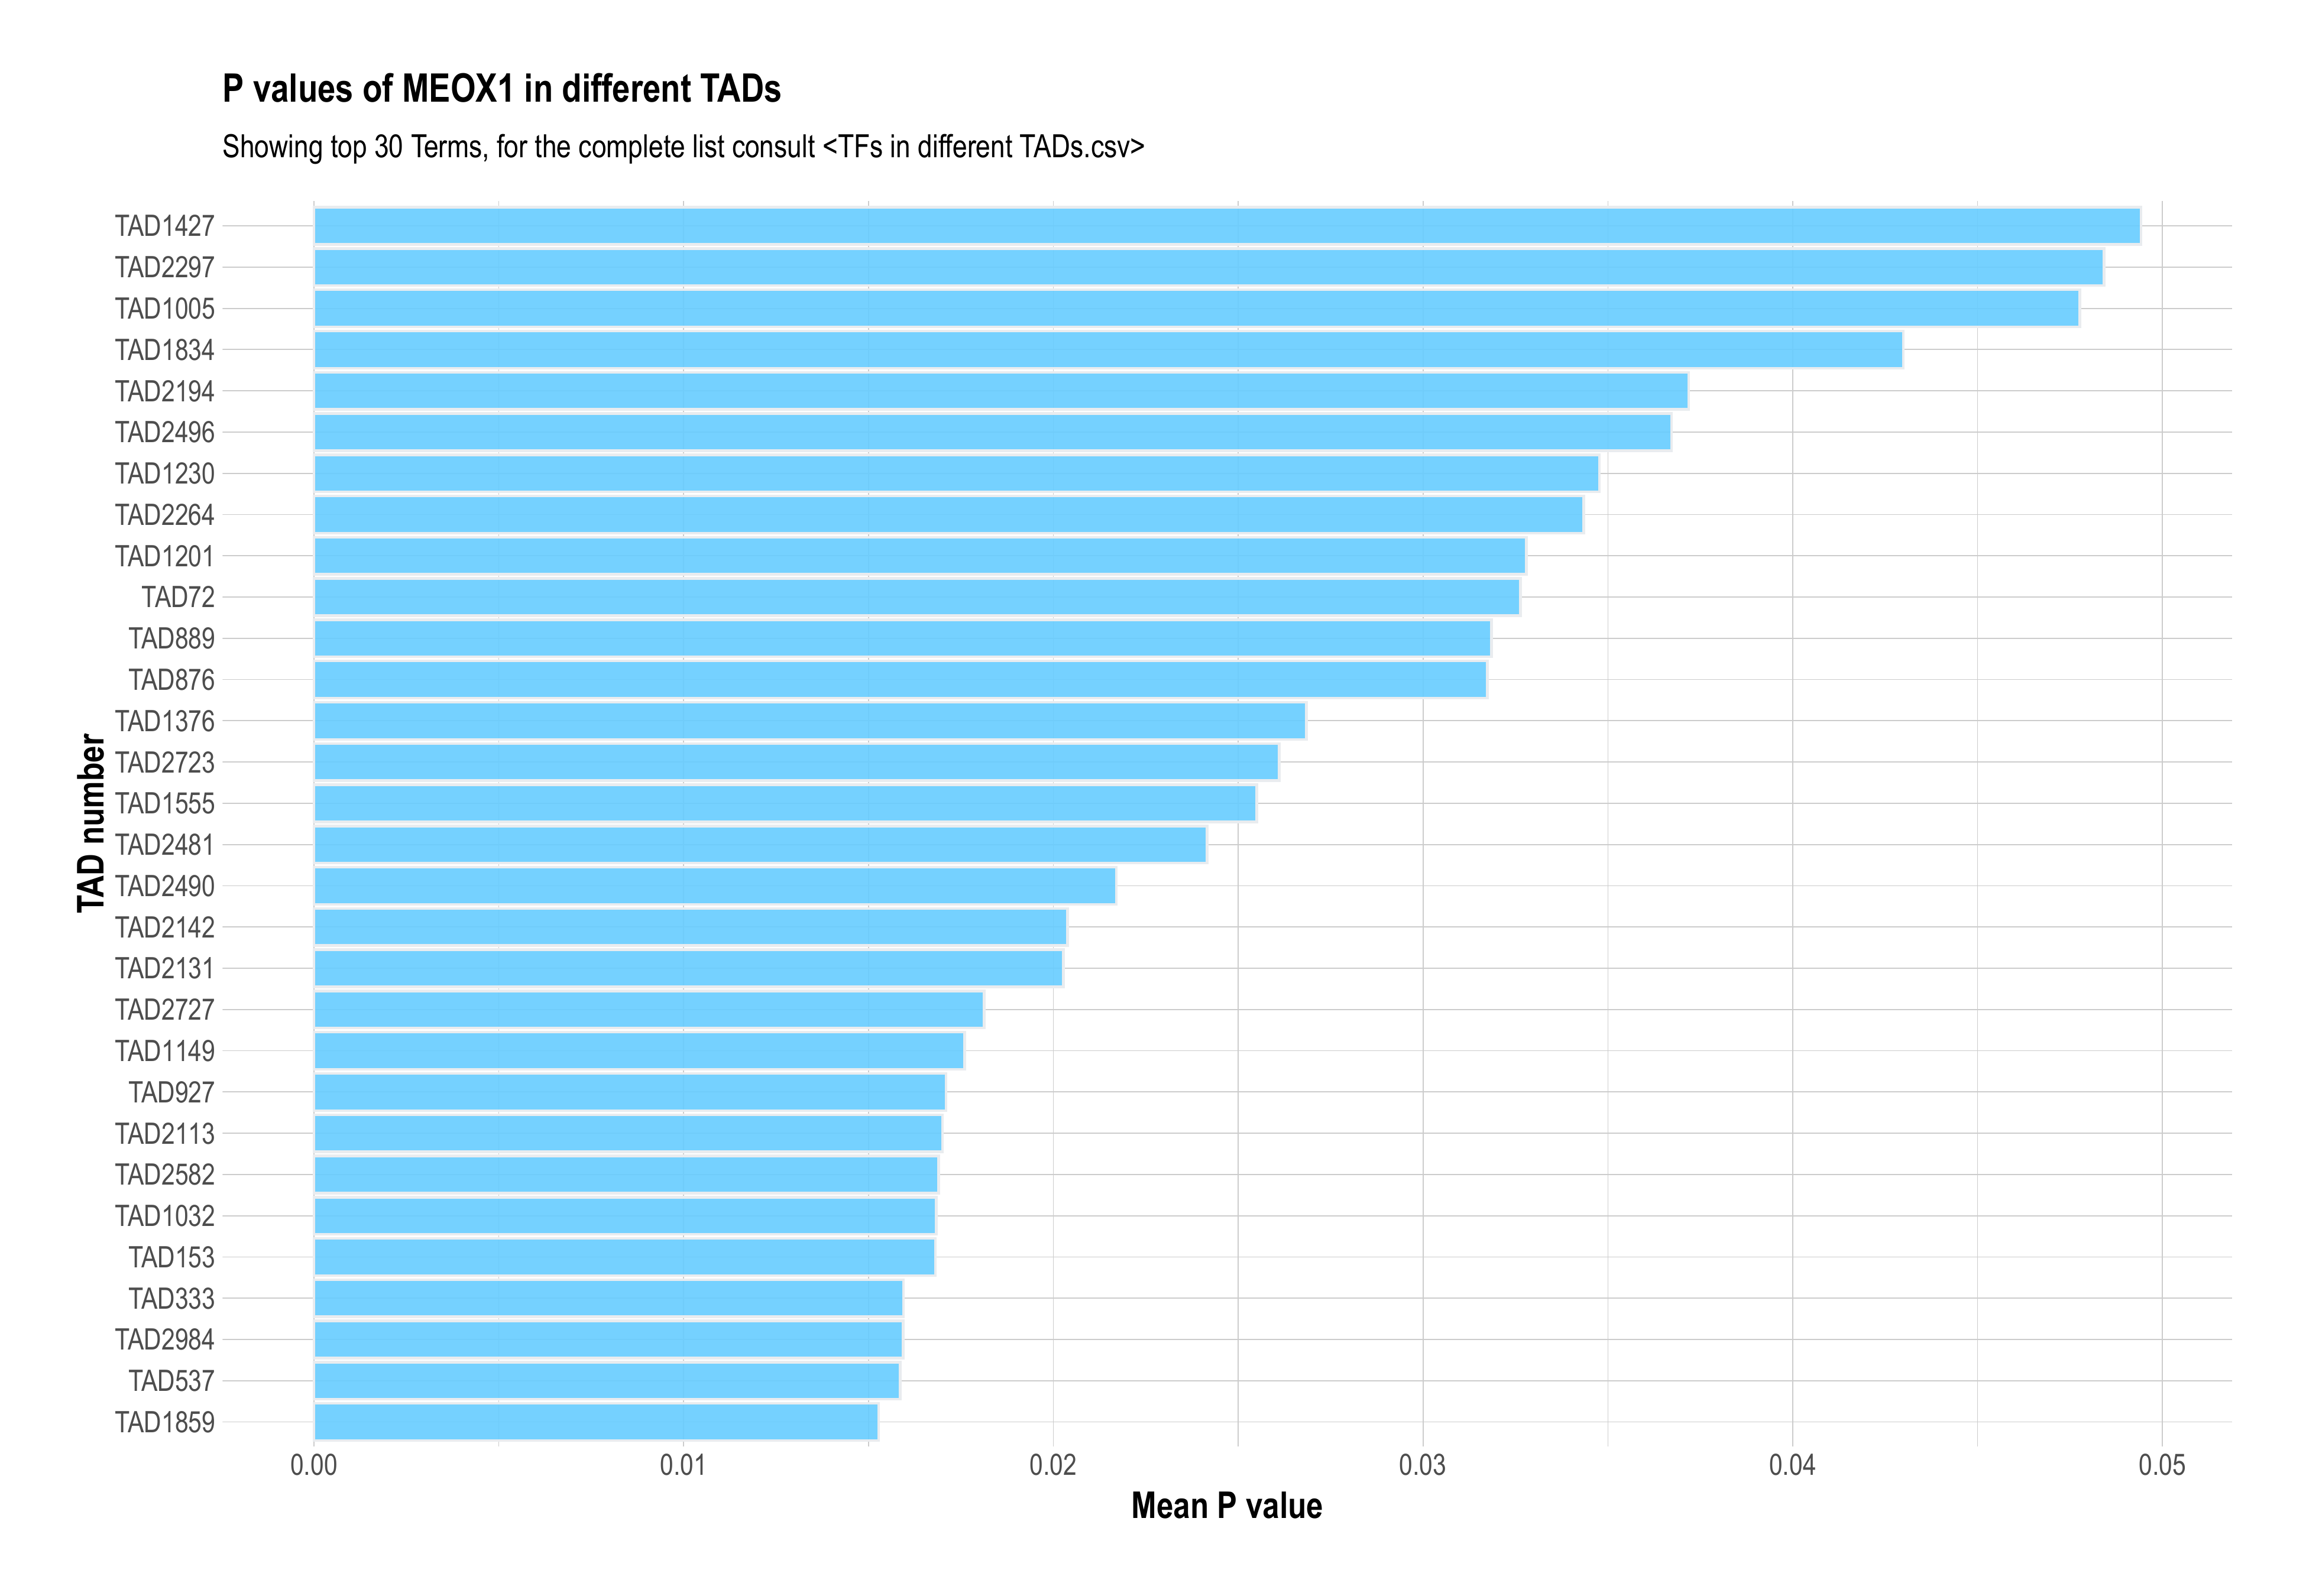 P values of MEOX1 in different TADs
Showing top 30 Terms, for the complete list consult <TFs in different TADs.csv>
TAD number
TAD1427
TAD2297
TAD1005
TAD1834
TAD2194
TAD2496
TAD1230
TAD2264
TAD1201
TAD72
TAD889
TAD876
TAD1376
TAD2723
TAD1555
TAD2481
TAD2490
TAD2142
TAD2131
TAD2727
TAD1149
TAD927
TAD2113
TAD2582
TAD1032
TAD153
TAD333
TAD2984
TAD537
TAD1859
0.00 0.01 0.02 0.03 0.04 0.05
Mean P value